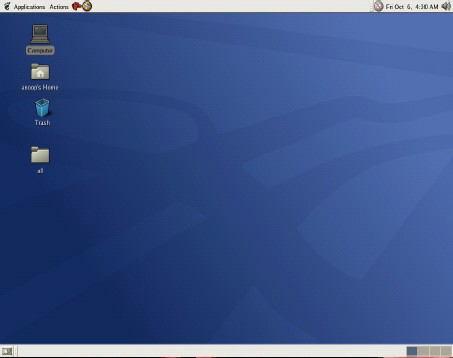 Applications Actions Fri Oct 6, 4:30 AM
Computer
anoop's Home
Trash
all